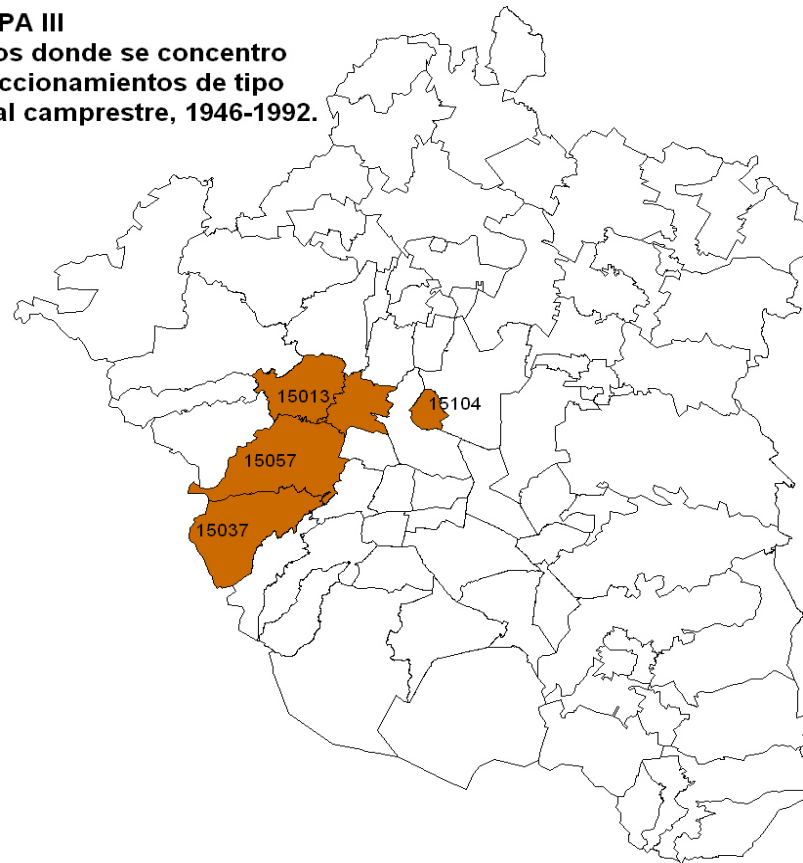 PA III
os donde se concentro
ccionamientos de tipo
al camprestre, 1946-1992.
15013
15104
15057
15037